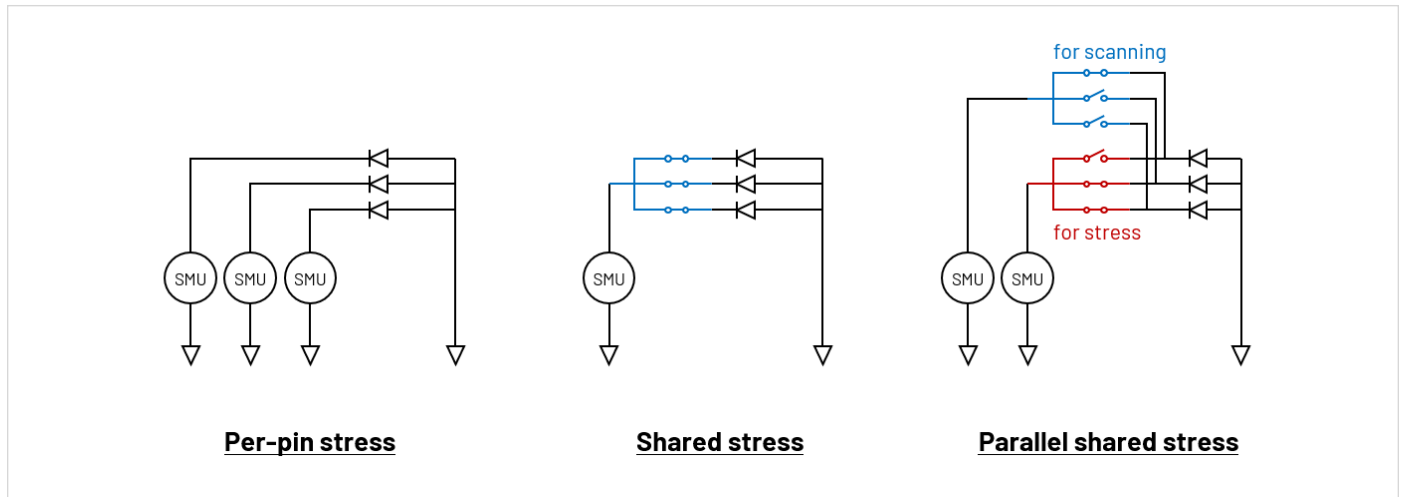 for scanning
for stress
SMU SMU SMU
SMU
SMU SMU
Per-pin stress
Shared stress
Parallel shared stress